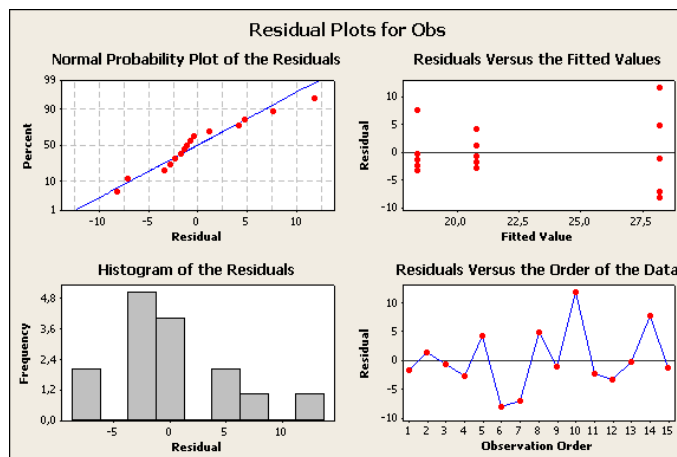 Residual Plots for Obs
Normal Probability Plot of the Residuals
99
90
50
10
1
Percent
-10 -5 0 5 10
Residual
Residuals Versus the Fitted Values
10
5
0
-5
-10
Residual
20,0 22,5 25,0 27,5
Fitted Value
Histogram of the Residuals
4,8
3,6
2,4
1,2
0,0
Frequency
-5 0 5 10
Residual
Residuals Versus the Order of the Data
10
5
0
-5
-10
Residual
1 2 3 4 5 6 7 8 9 10 11 12 13 14 15
Observation Order